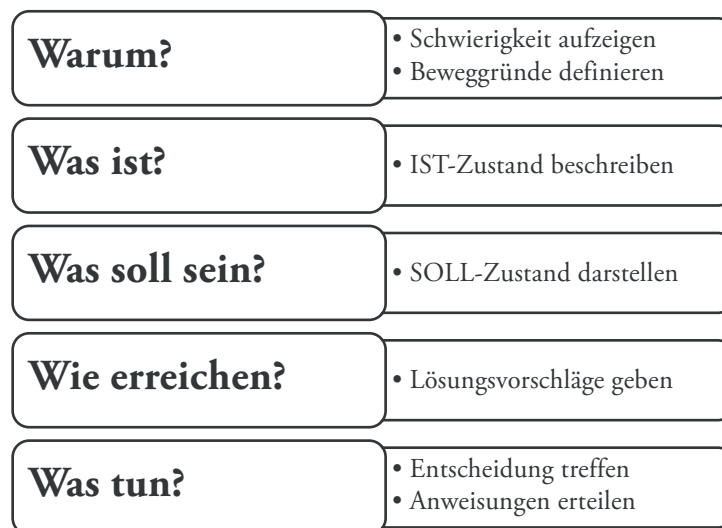 Warum?
• Schwierigkeit aufzeigen
• Beweggründe definieren
Was ist?
• IST-Zustand beschreiben
Was soll sein?
• SOLL-Zustand darstellen
Wie erreichen?
• Lösungsvorschläge geben
Was tun?
• Entscheidung treffen
• Anweisungen erteilen